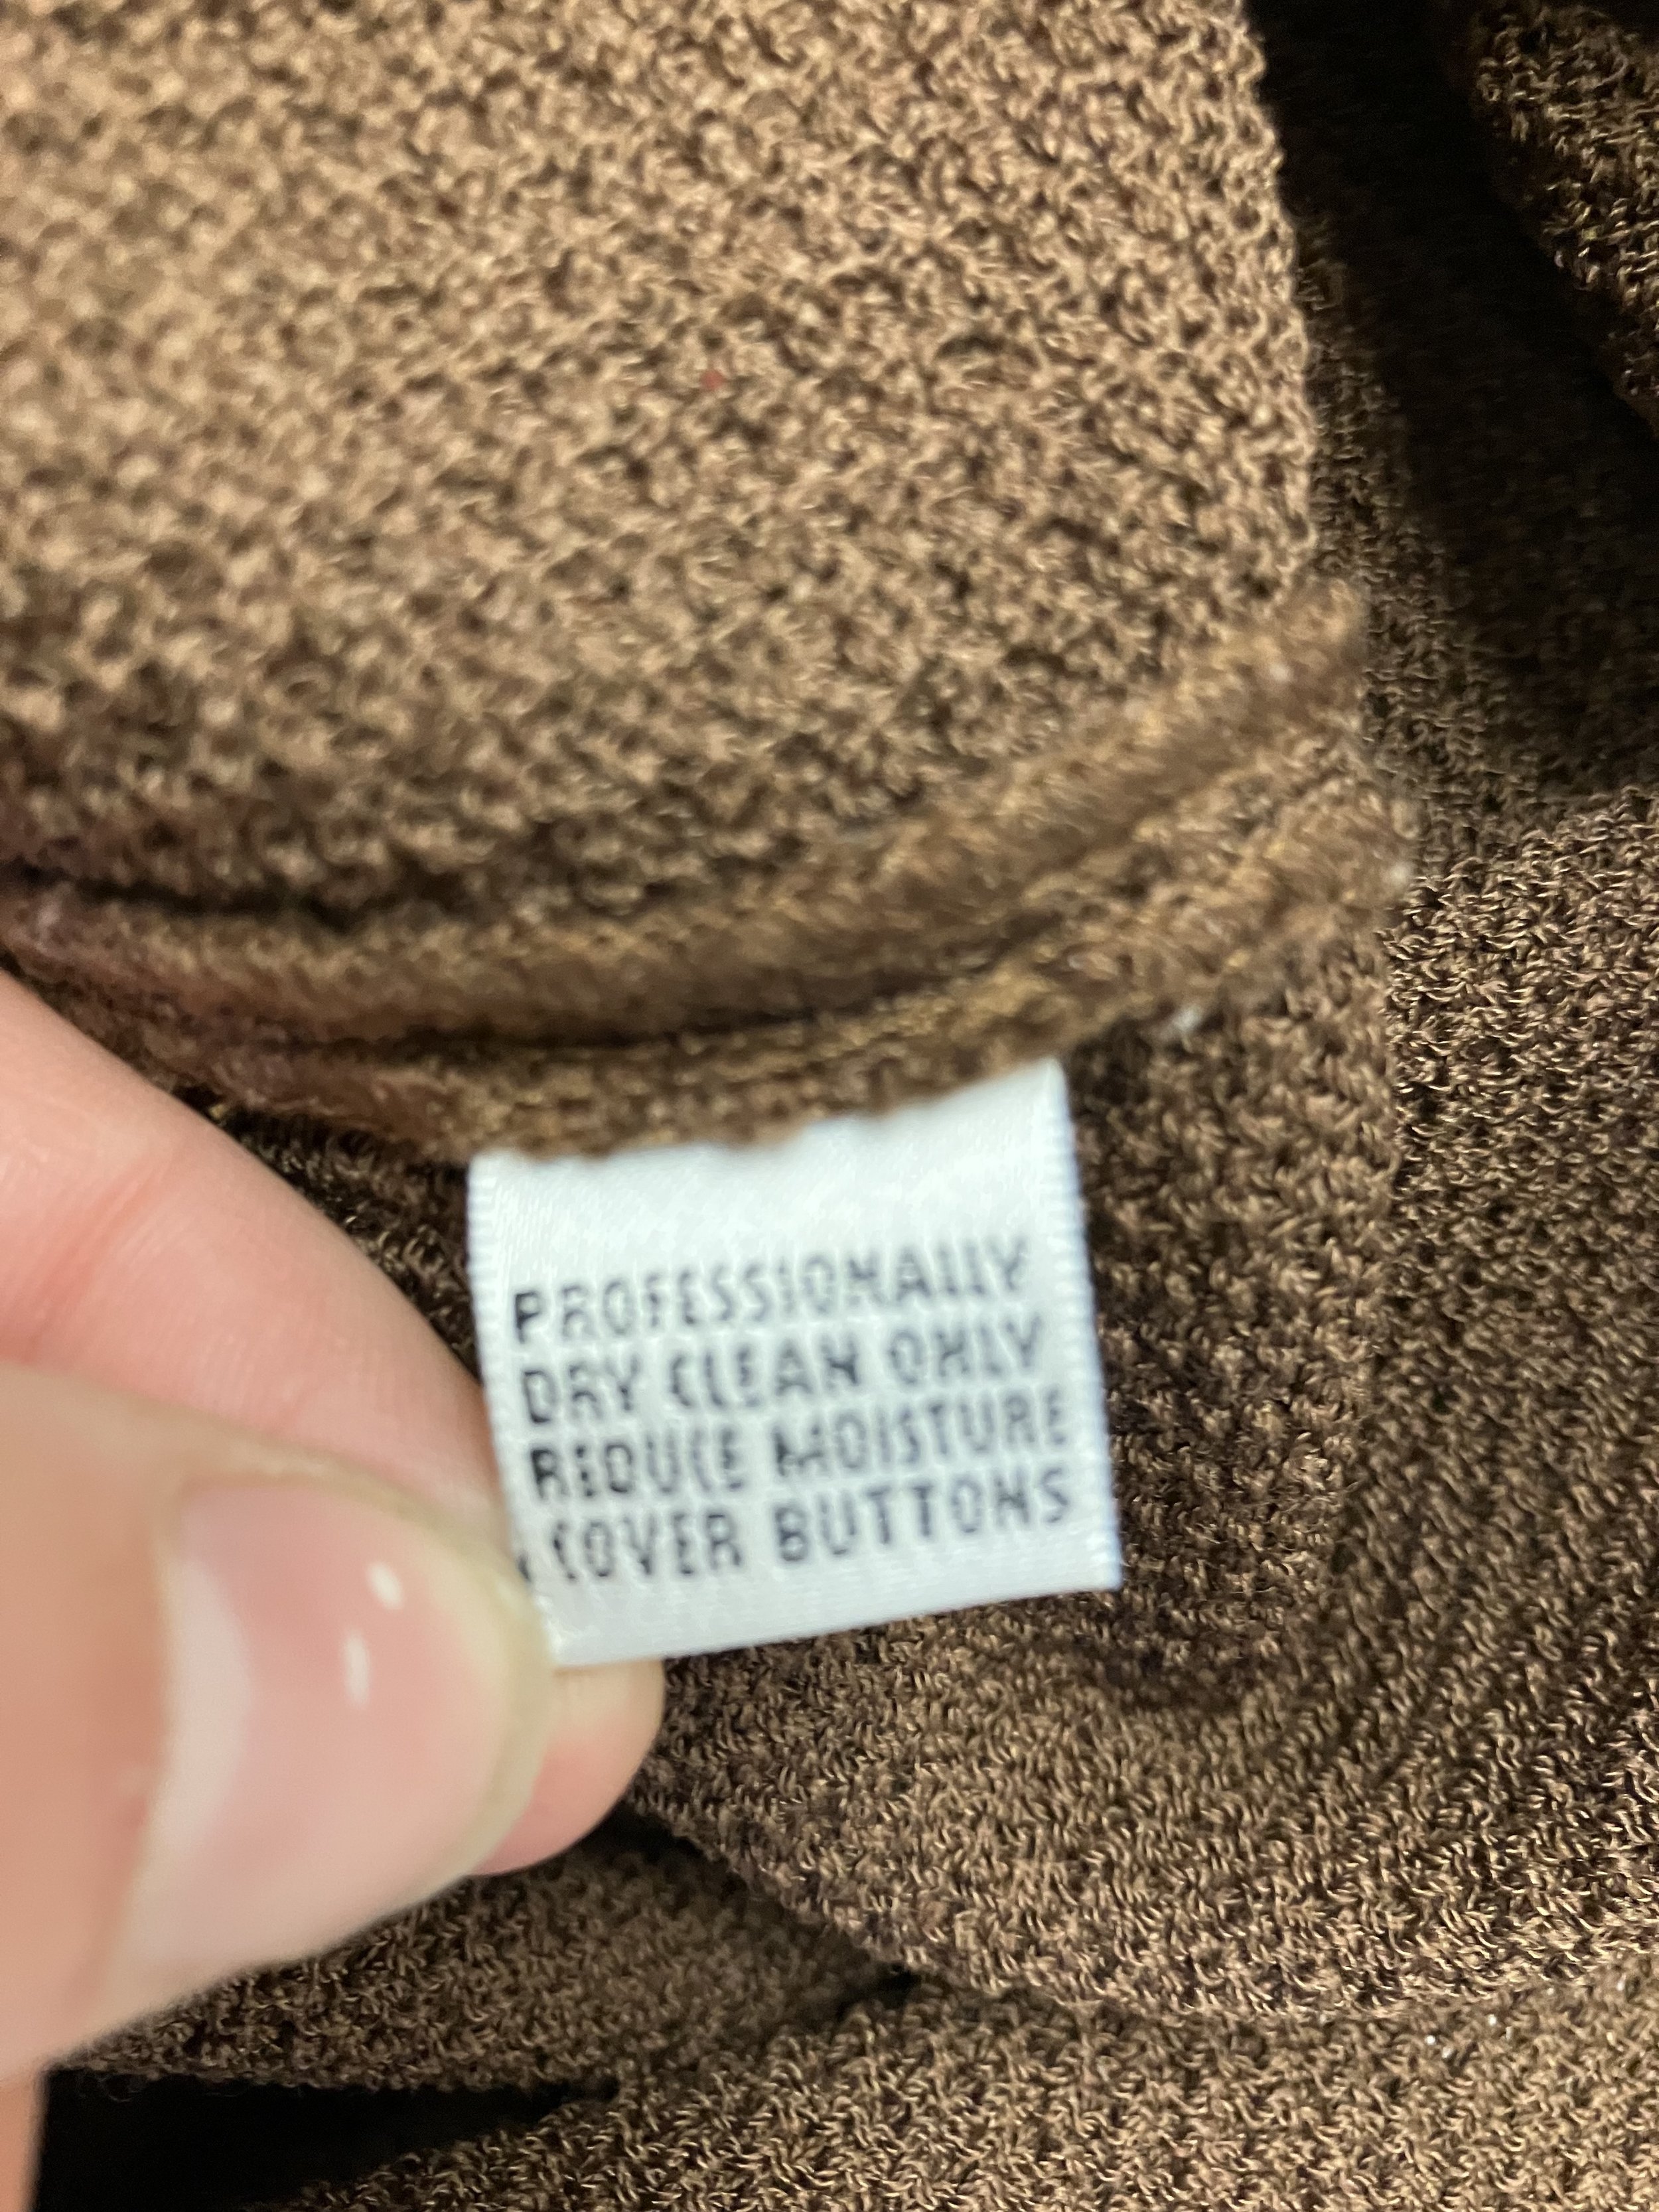 PROFESSIONALLY
DRY CLEAN ONLY
REDUCE MOISTURE
COVER BUTTONS